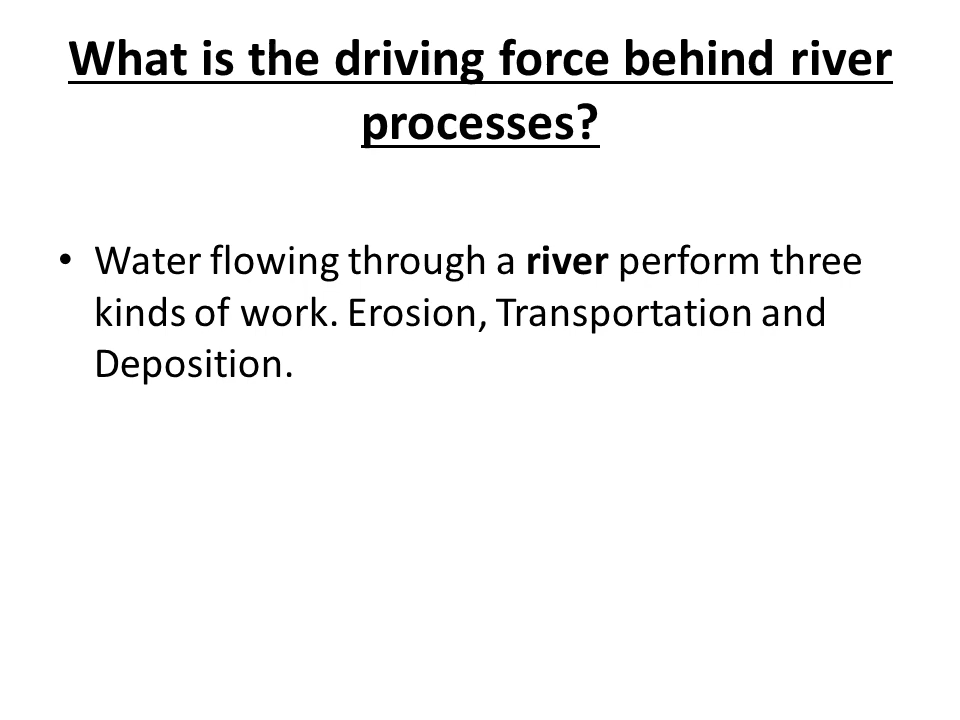 What is the driving force behind river
processes?
• Water flowing through a river perform three
kinds of work. Erosion, Transportation and
Deposition.